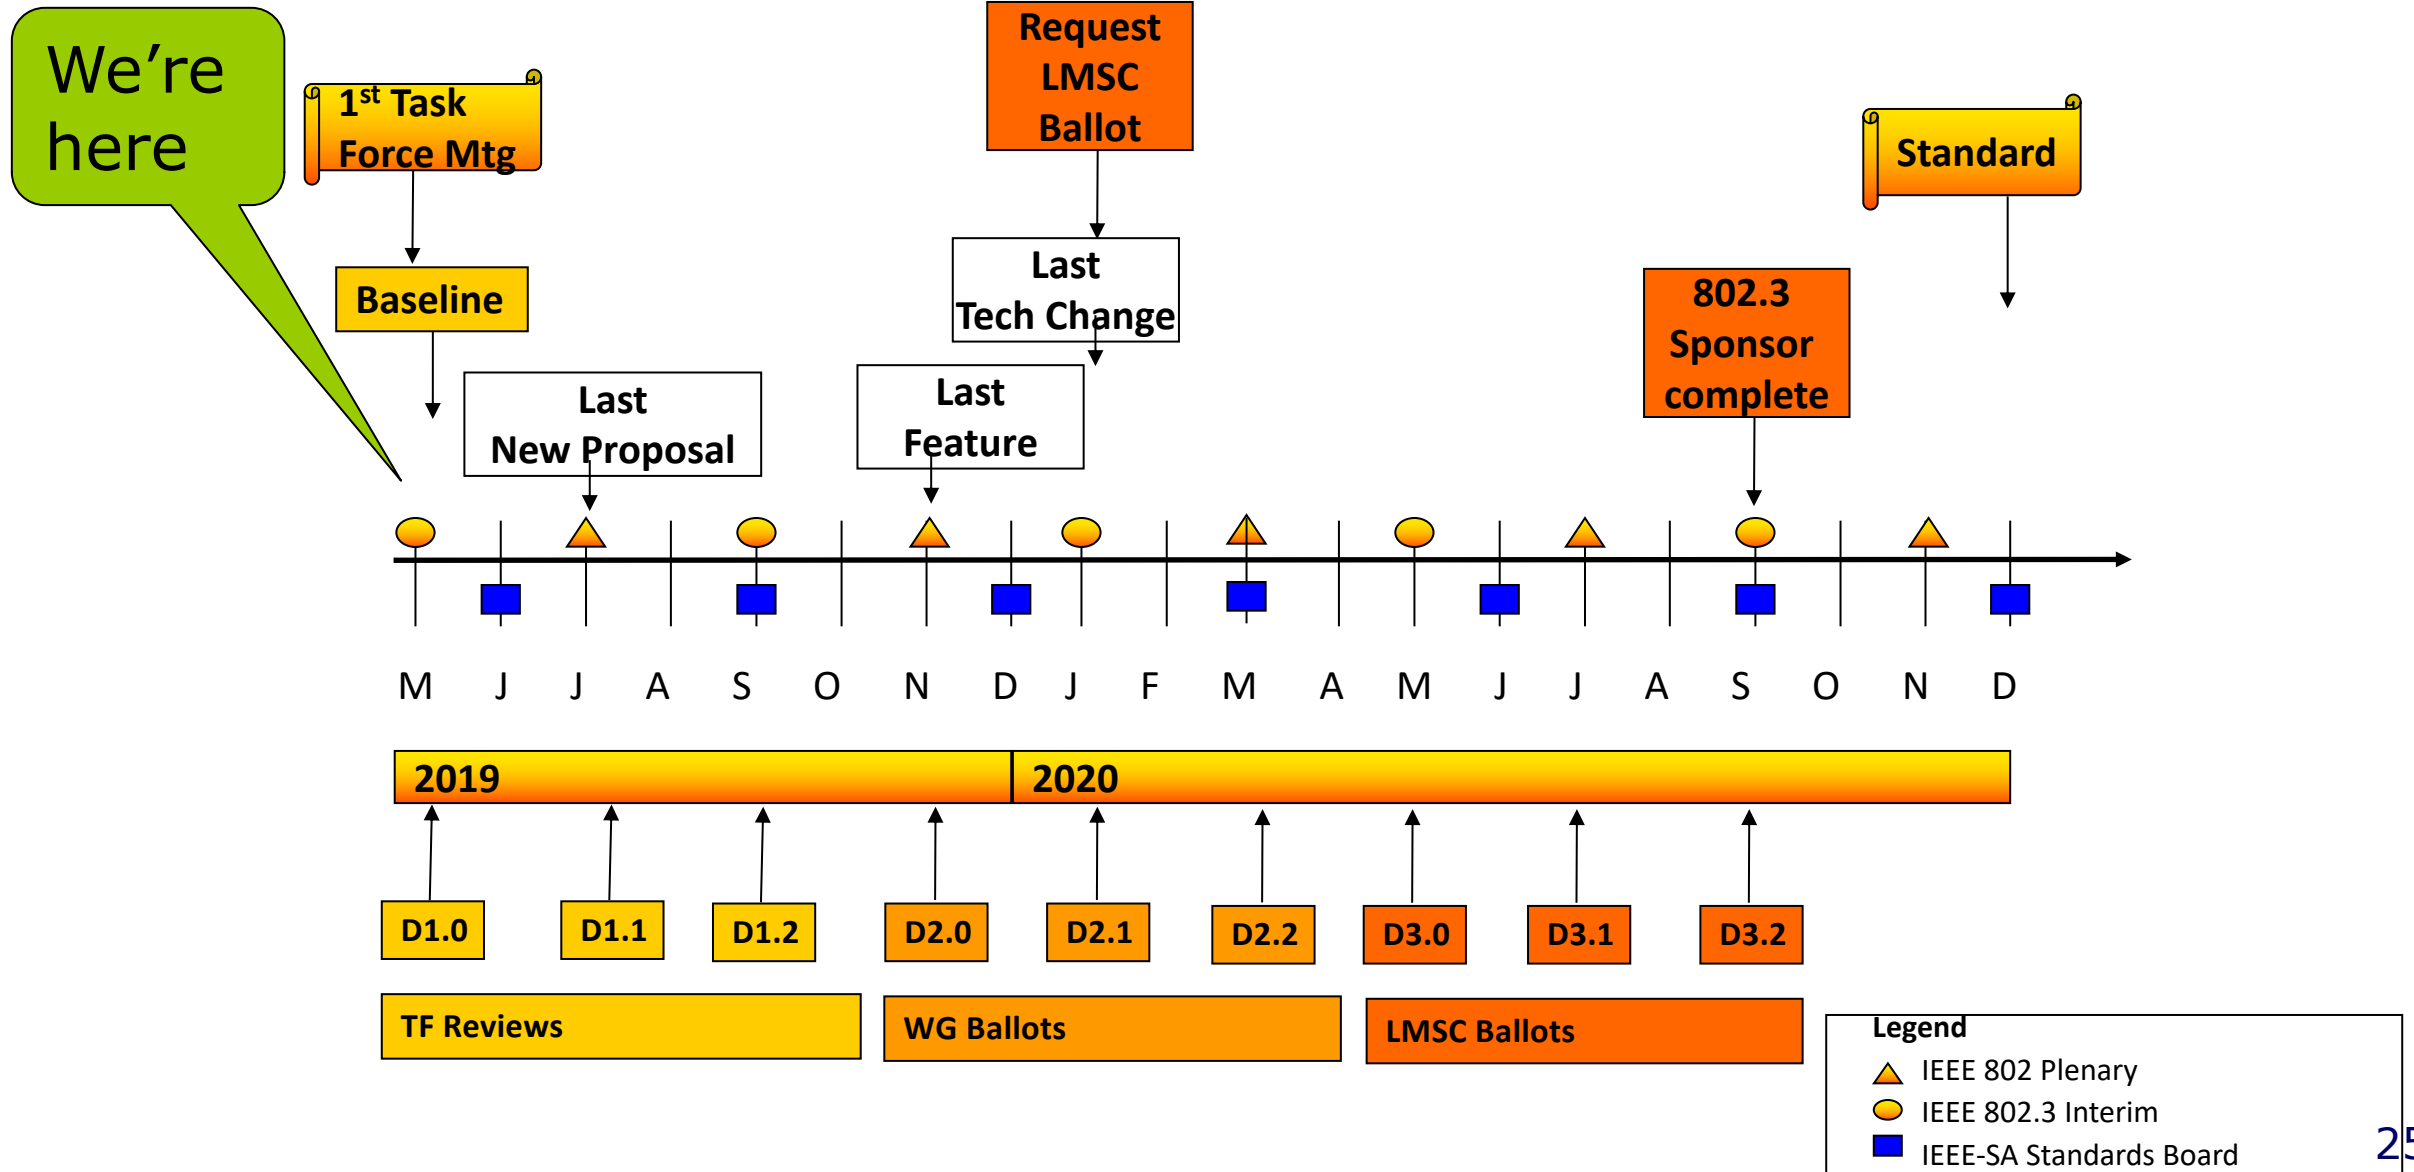 We’re
here
1st Task
Force Mtg
Baseline
Last
New Proposal
Request
LMSC
Ballot
Last
Tech Change
Last
Feature
802.3
Sponsor
complete
Standard
M J J A S O N D J F M A M J J A S O N D
2019 2020
D1.0 D1.1 D1.2 D2.0 D2.1 D2.2 D3.0 D3.1 D3.2
TF Reviews WG Ballots LMSC Ballots
Legend
IEEE 802 Plenary
IEEE 802.3 Interim
IEEE-SA Standards Board
25